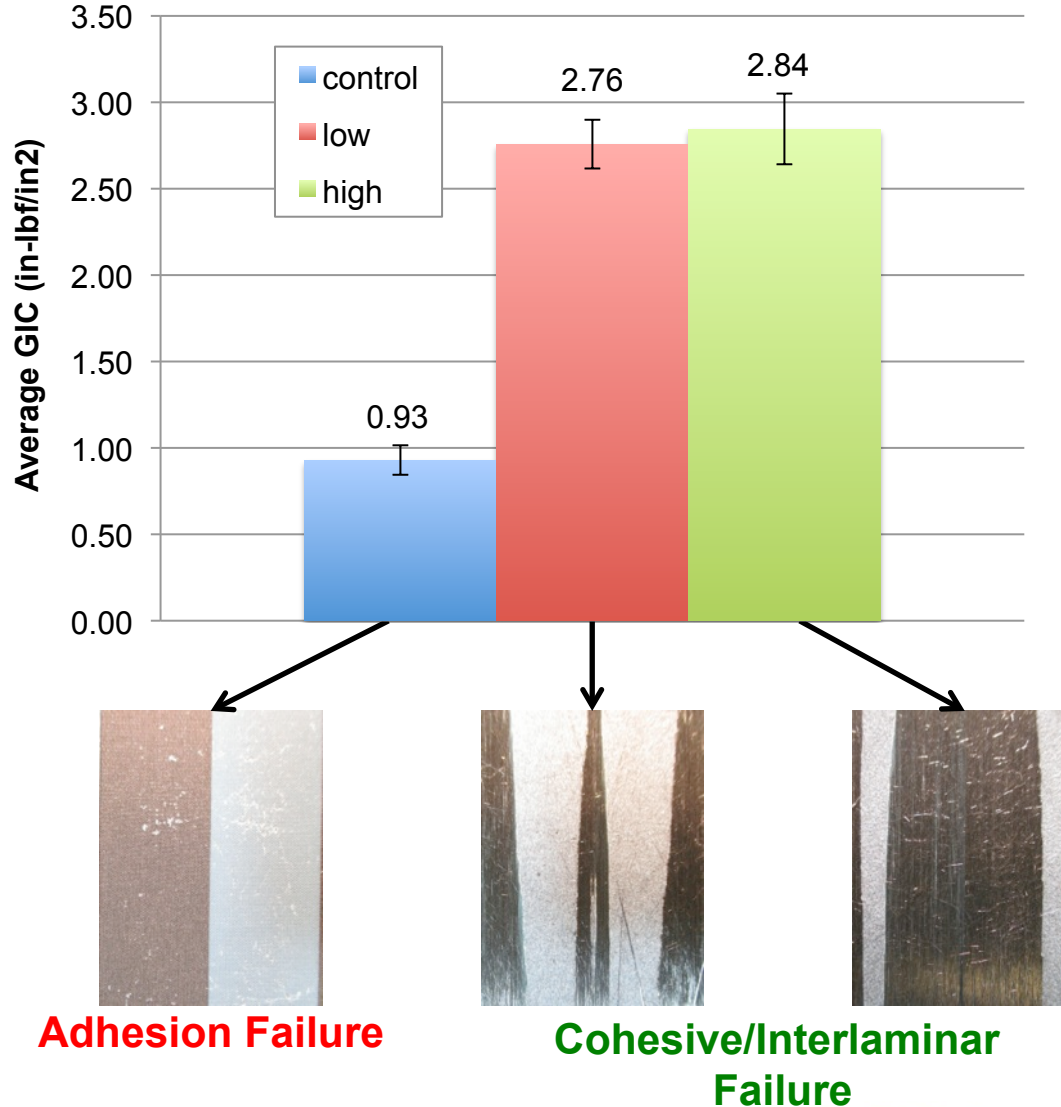 3.50
3.00
2.50
2.00
1.50
1.00
0.50
0.00
Average GIC (in-lbf/in2)
control
low
high
0.93
2.76
2.84
Adhesion Failure
Cohesive/Interlaminar
Failure